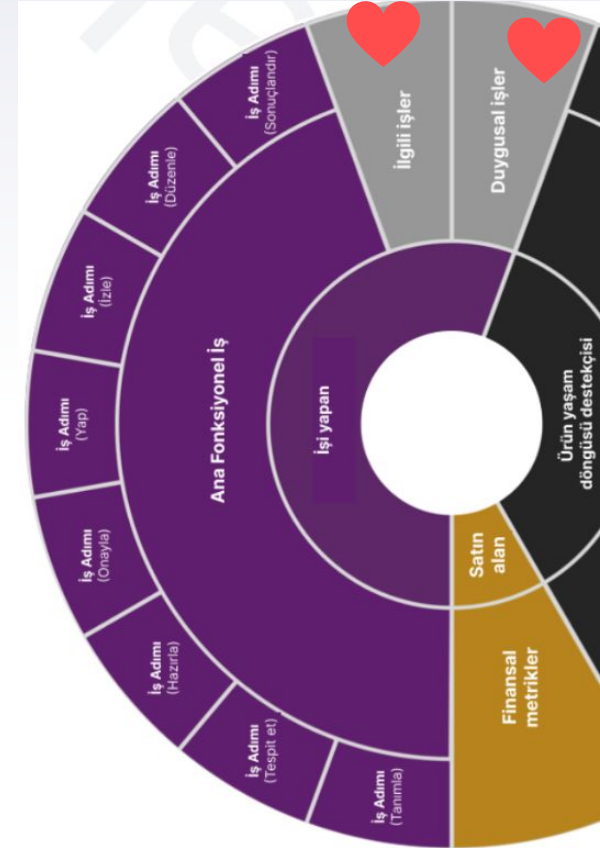 İş Adımı
(Tanımla)
İş Adımı
(Tespit et)
İş Adımı
(Hazırla)
İş Adımı
(Onayla)
İş Adımı
(Yap)
İş Adımı
(İzle)
İş Adımı
(Düzenle)
İş Adımı
(Sonuçlandır)
Ana Fonksiyonel İş
İşi yapan
İlgili işler
Duygusal işler
Ürün yaşam
döngüsü destekçisi
Satın
alan
Finansal
metrikler